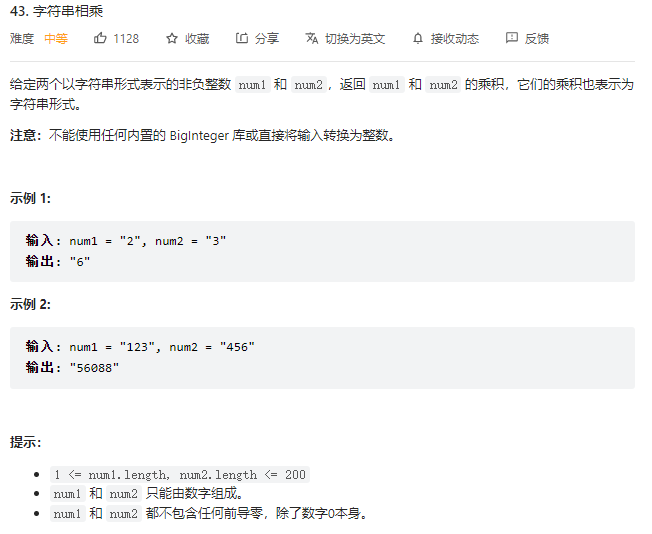 43. 字符串相乘
难度 中等 1128 收藏 分享 切换为英文 接收动态 反馈
给定两个以字符串形式表示的非负整数 num1 和 num2，返回 num1 和 num2 的乘积，它们的乘积也表示为
字符串形式。
注意：不能使用任何内置的 BigInteger 库或直接将输入转换为整数。
示例 1:
输入: num1 = "2", num2 = "3"
输出: "6"
示例 2:
输入: num1 = "123", num2 = "456"
输出: "56088"
提示：
1 <= num1.length, num2.length <= 200
num1 和 num2 只能由数字组成。
num1 和 num2 都不包含任何前导零，除了数字0本身。